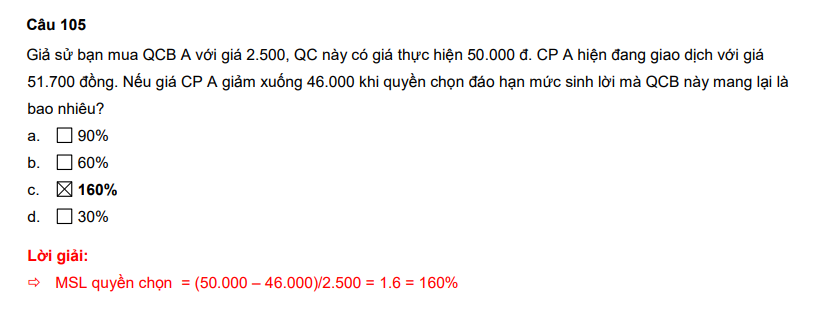 Câu 105
Giả sử bạn mua QCB A với giá 2.500, QC này có giá thực hiện 50.000 đ. CP A hiện đang giao dịch với giá
51.700 đồng. Nếu giá CP A giảm xuống 46.000 khi quyền chọn đáo hạn mức sinh lời mà QCB này mang lại là
bao nhiêu?
a. ☐ 90%
b. ☐ 60%
c. ☒ 160%
d. ☐ 30%
Lời giải:
⇨ MSL quyền chọn = (50.000 – 46.000)/2.500 = 1.6 = 160%